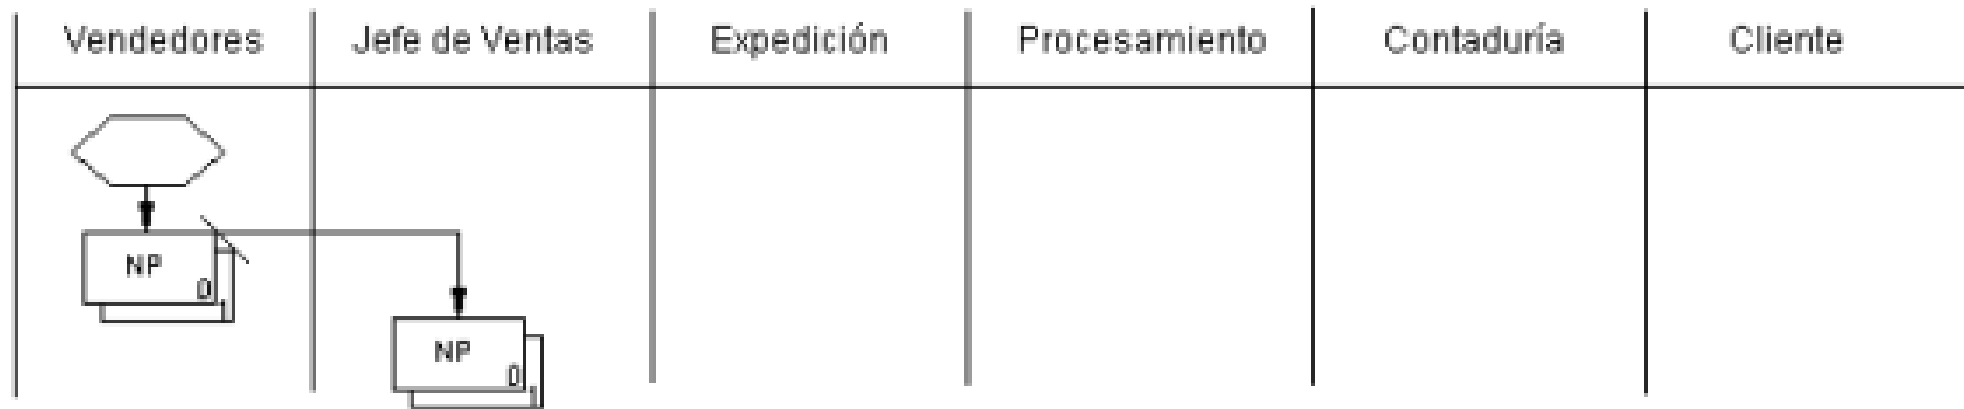 Vendedores Jefe de Ventas Expedición Procesamiento Contaduría Cliente
NP
0
1
NP
0
1